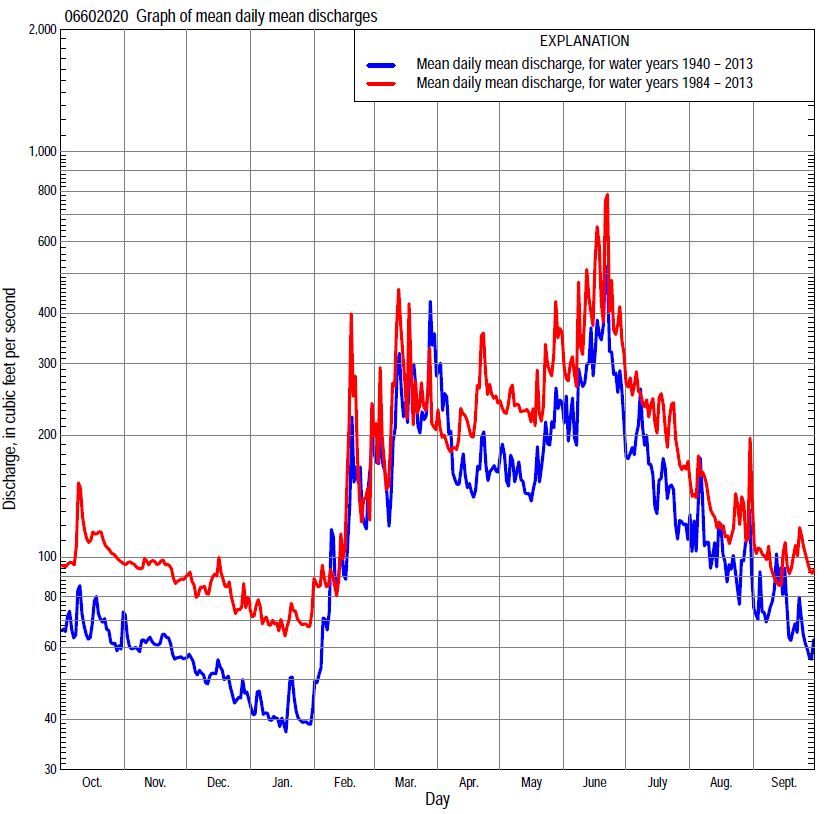 06602020 Graph of mean daily mean discharges
EXPLANATION
Mean daily mean discharge, for water years 1940 – 2013
Mean daily mean discharge, for water years 1984 – 2013
Discharge, in cubic feet per second
2,000
1,000
800
600
400
300
200
100
80
60
40
30
Oct. Nov. Dec. Jan. Feb. Mar. Apr. May June July Aug. Sept.
Day